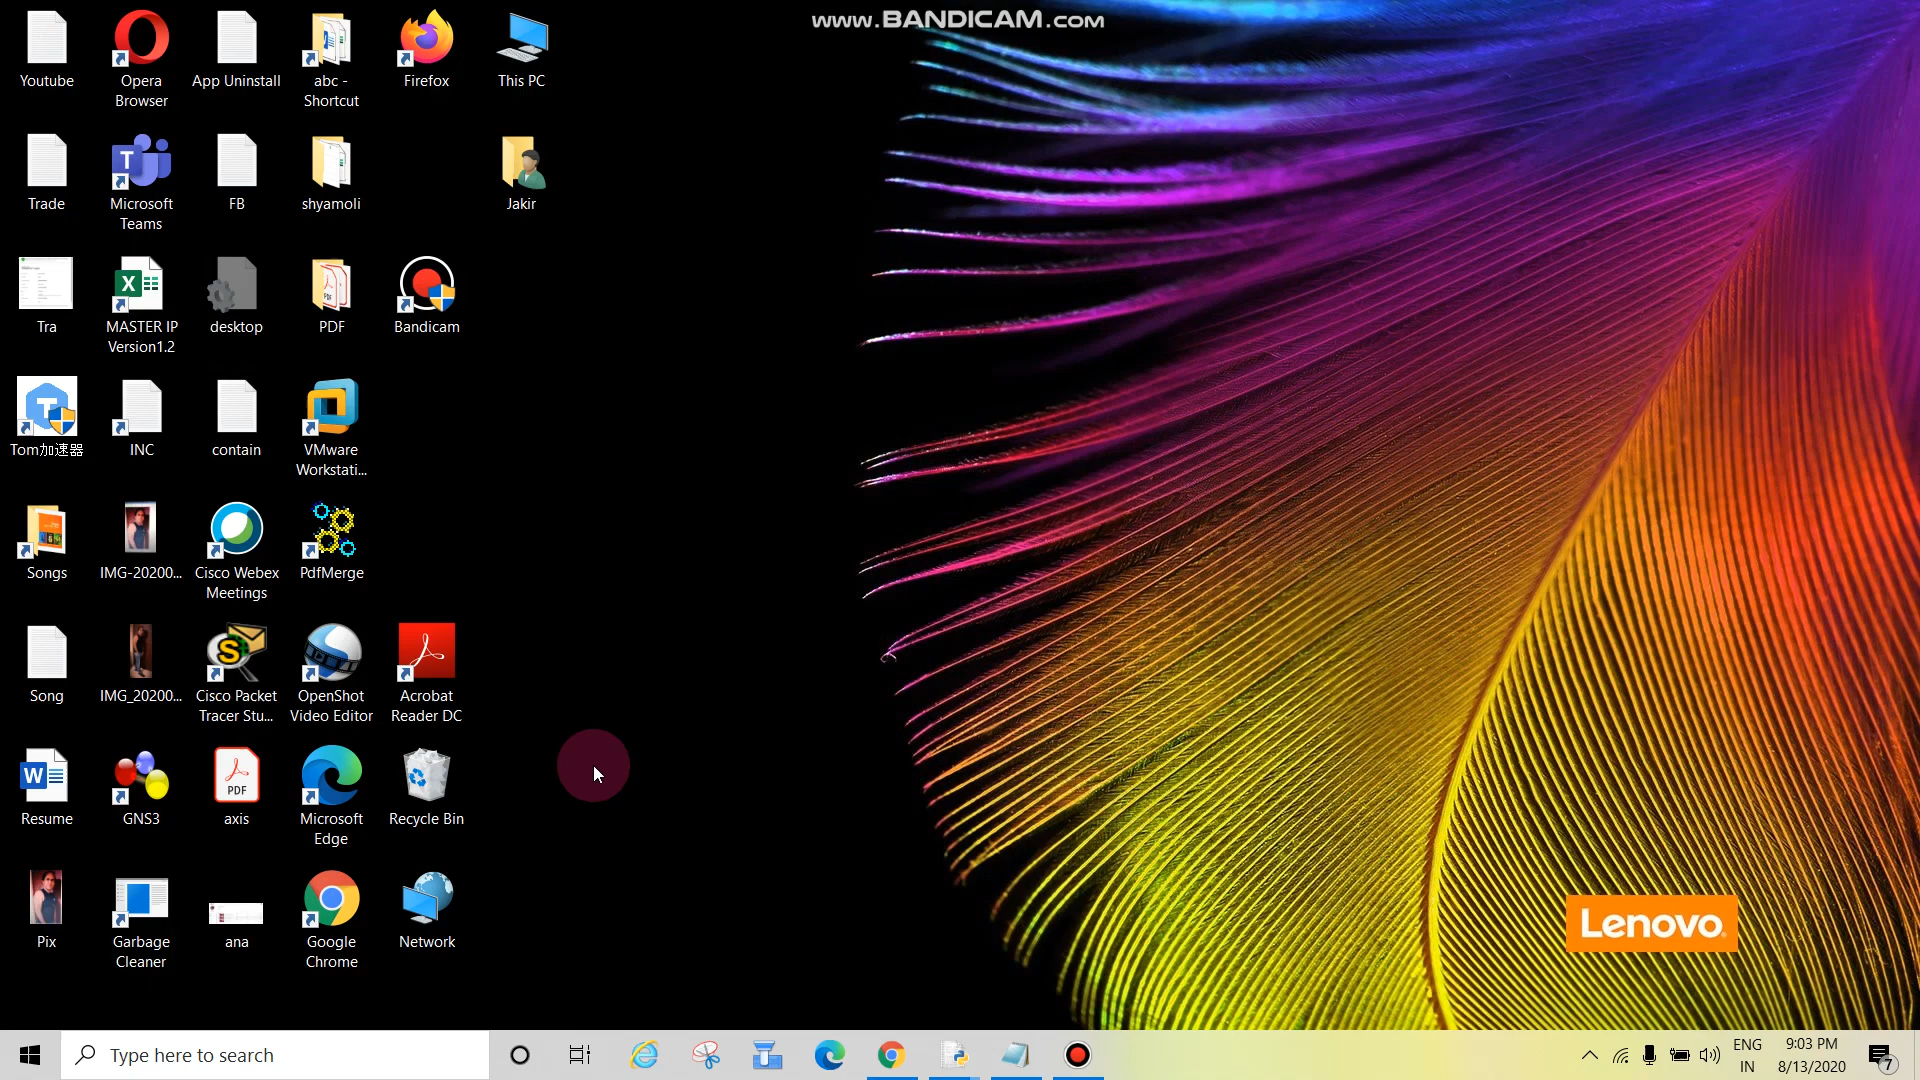 www.BANDICAM.com
Youtube
Opera
Browser
App Uninstall
abc -
Shortcut
Firefox
This PC
Trade
Microsoft
Teams
FB
shyamoli
Jakir
Tra
MASTER IP
Version1.2
desktop
PDF
Bandicam
Tom加速器
INC
contain
VMware
Workstati...
Songs
IMG-20200...
Cisco Webex
Meetings
PdfMerge
Song
IMG_20200...
Cisco Packet
Tracer Stu...
OpenShot
Video Editor
Acrobat
Reader DC
Resume
GNS3
PDF
axis
Microsoft
Edge
Recycle Bin
Pix
Garbage
Cleaner
ana
Google
Chrome
Network
Lenovo
Type here to search
ENG
IN
9:03 PM
8/13/2020
7